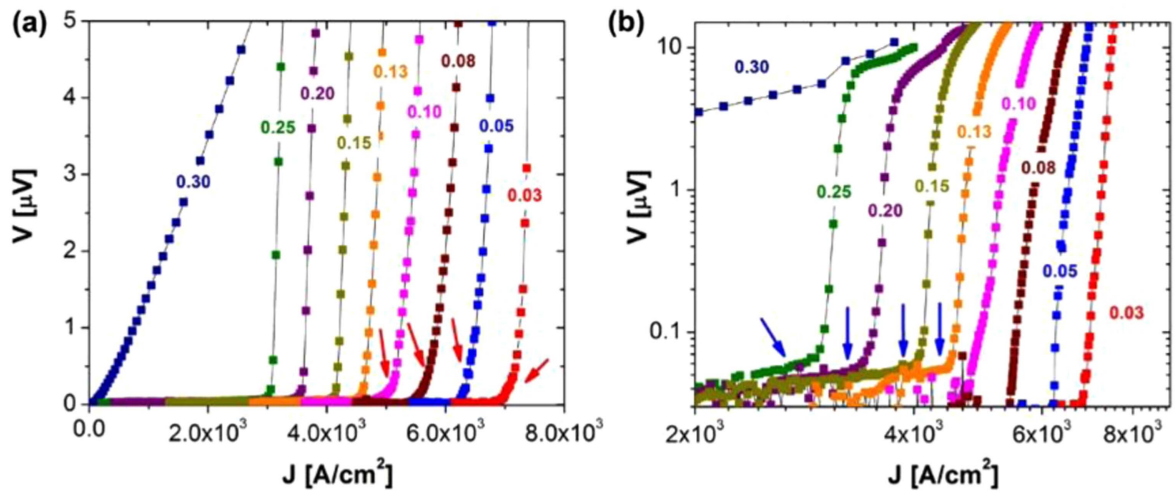 (a)
5
4
3
2
1
0
V [µV]
0.30
0.25
0.20
0.15
0.13
0.10
0.08
0.05
0.03
0.0
2.0x10³
4.0x10³
6.0x10³
8.0x10³
J [A/cm²]
(b)
10
1
0.1
V [µV]
0.30
0.25
0.20
0.15
0.13
0.10
0.08
0.05
0.03
2x10³
4x10³
6x10³
8x10³
J [A/cm²]